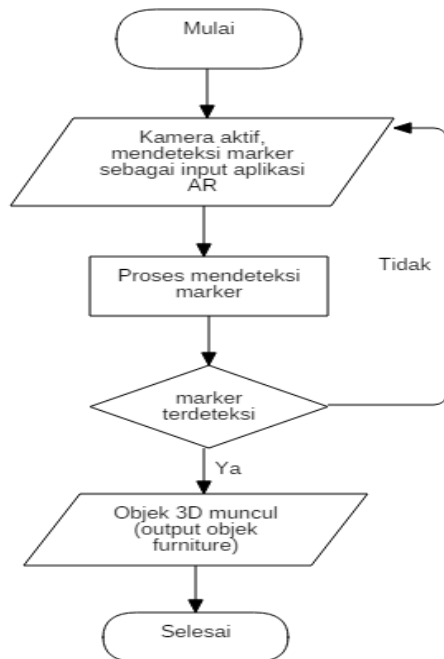 Mulai
Kamera aktif,
mendeteksi marker
sebagai input aplikasi
AR
Proses mendeteksi
marker
Tidak
marker
terdeteksi
Ya
Objek 3D muncul
(output objek
furniture)
Selesai